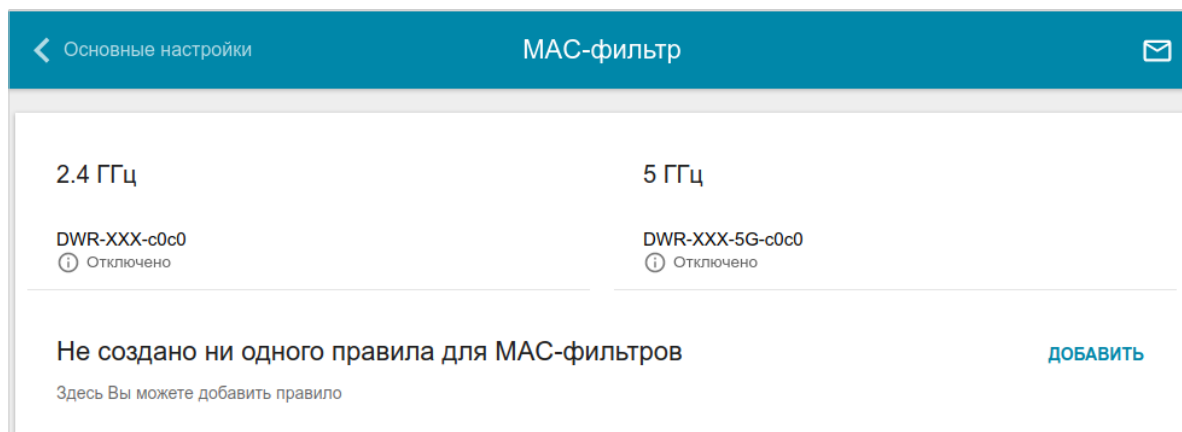 Основные настройки
MAC-фильтр
2.4 ГГц
5 ГГц
DWR-XXX-c0c0
Отключено
DWR-XXX-5G-c0c0
Отключено
Не создано ни одного правила для MAC-фильтров
ДОБАВИТЬ
Здесь Вы можете добавить правило